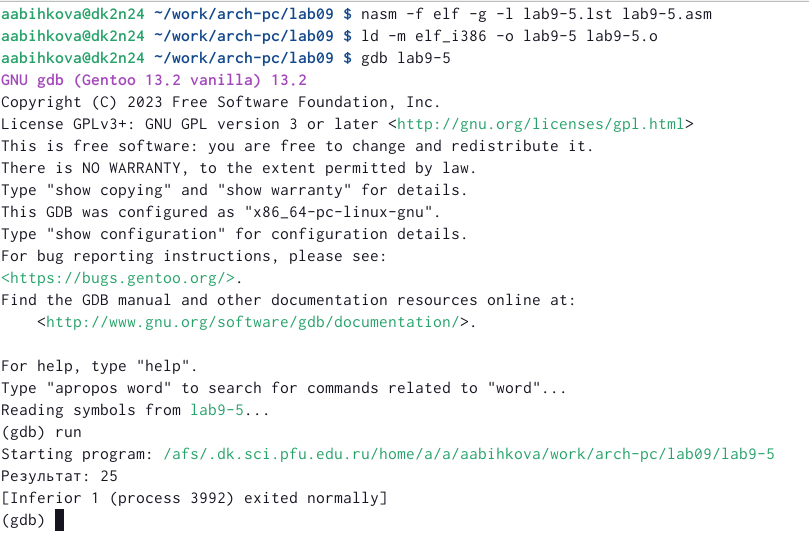 aabihkova@dk2n24 ~/work/arch-pc/lab09 $ nasm -f elf -g -l lab9-5.lst lab9-5.asm
aabihkova@dk2n24 ~/work/arch-pc/lab09 $ ld -m elf_i386 -o lab9-5 lab9-5.o
aabihkova@dk2n24 ~/work/arch-pc/lab09 $ gdb lab9-5
GNU gdb (Gentoo 13.2 vanilla) 13.2
Copyright (C) 2023 Free Software Foundation, Inc.
License GPLv3+: GNU GPL version 3 or later <http://gnu.org/licenses/gpl.html>
This is free software: you are free to change and redistribute it.
There is NO WARRANTY, to the extent permitted by law.
Type "show copying" and "show warranty" for details.
This GDB was configured as "x86_64-pc-linux-gnu".
Type "show configuration" for configuration details.
For bug reporting instructions, please see:
<https://bugs.gentoo.org/>.
Find the GDB manual and other documentation resources online at:
    <http://www.gnu.org/software/gdb/documentation/>.

For help, type "help".
Type "apropos word" to search for commands related to "word"...
Reading symbols from lab9-5...
(gdb) run
Starting program: /afs/.dk.sci.pfu.edu.ru/home/a/a/aabihkova/work/arch-pc/lab09/lab9-5
Результат: 25
[Inferior 1 (process 3992) exited normally]
(gdb)